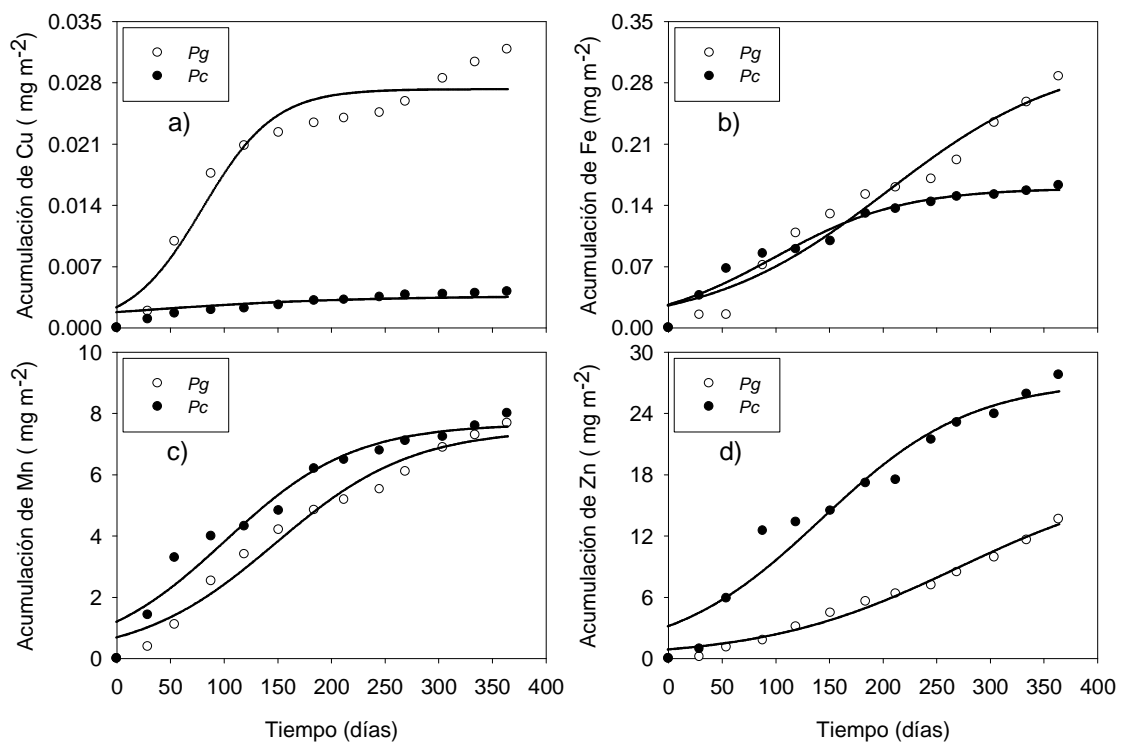 Acumulación de Cu ( mg m-2)
0.035
0.028
0.021
0.014
0.007
0.000
Pg
Pc
a)
Acumulación de Fe (mg m-2)
0.35
0.28
0.21
0.14
0.07
0.00
Pg
Pc
b)
Acumulación de Mn ( mg m-2)
10
8
6
4
2
0
Pg
Pc
c)
0 50 100 150 200 250 300 350 400
Tiempo (días)
Acumulación de Zn ( mg m-2)
30
24
18
12
6
0
Pg
Pc
d)
0 50 100 150 200 250 300 350 400
Tiempo (días)